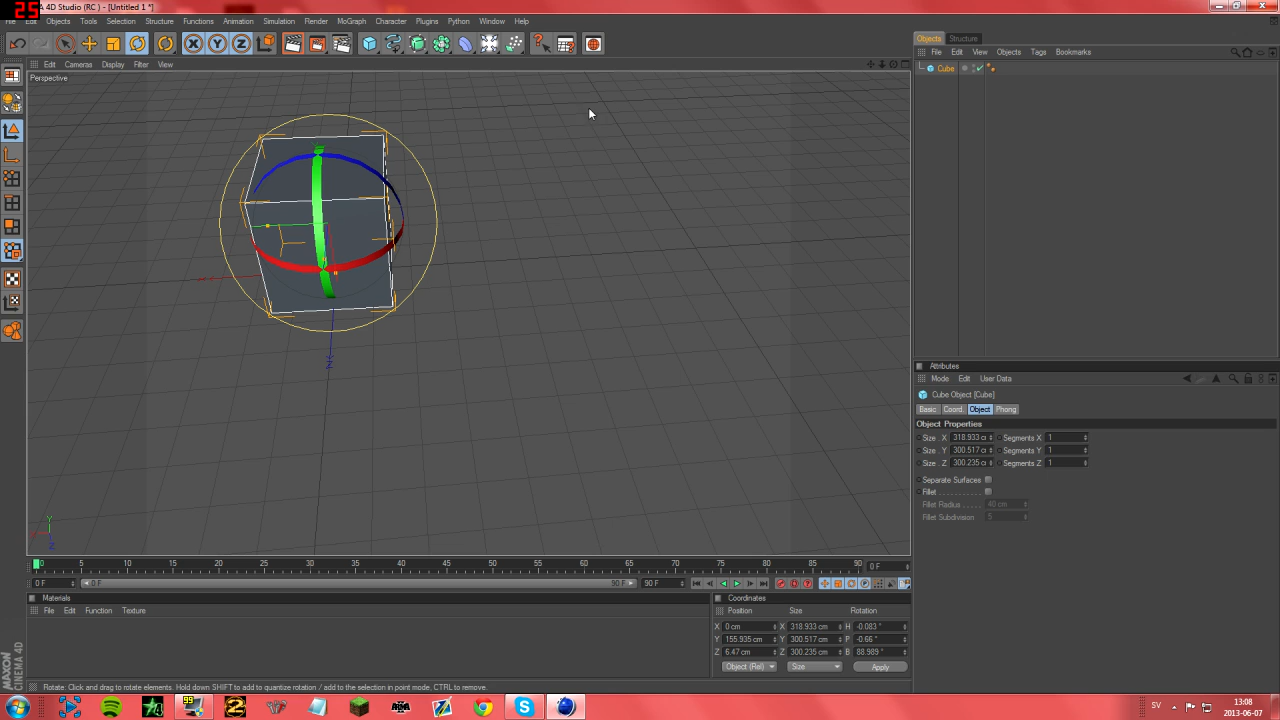 25
A 4D Studio (RC ) - [Untitled 1 *]
Edit Objects Tools Selection Structure Functions Animation Simulation Render MoGraph Character Plugins Python Window Help
X Y Z
Edit Cameras Display Filter View
Perspective
Objects Structure
File Edit View Objects Tags Bookmarks
Cube
Z
Y
Z
Attributes
Mode Edit User Data
Cube Object [Cube]
Basic Coord. Object Phong
Object Properties
Size . X 318.933 c Segments X 1
Size . Y 300.517 c Segments Y 1
Size . Z 300.235 c Segments Z 1
Separate Surfaces
Fillet
Fillet Radius 40 cm
Fillet Subdivision 5
0 5 10 15 20 25 30 35 40 45 50 55 60 65 70 75 80 85 90 0 F
0 F 0 F 90 F 90 F
Materials
File Edit Function Texture
Coordinates
Position Size Rotation
X 0 cm X 318.933 cm H -0.083 °
Y 155.935 cm Y 300.517 cm P -0.66 °
Z 6.47 cm Z 300.235 cm B 88.989 °
Object (Rel) Size Apply
MAXON CINEMA 4D
Rotate: Click and drag to rotate elements. Hold down SHIFT to add to quantize rotation / add to the selection in point mode, CTRL to remove.
99
2
SV
13:08
2013-06-07